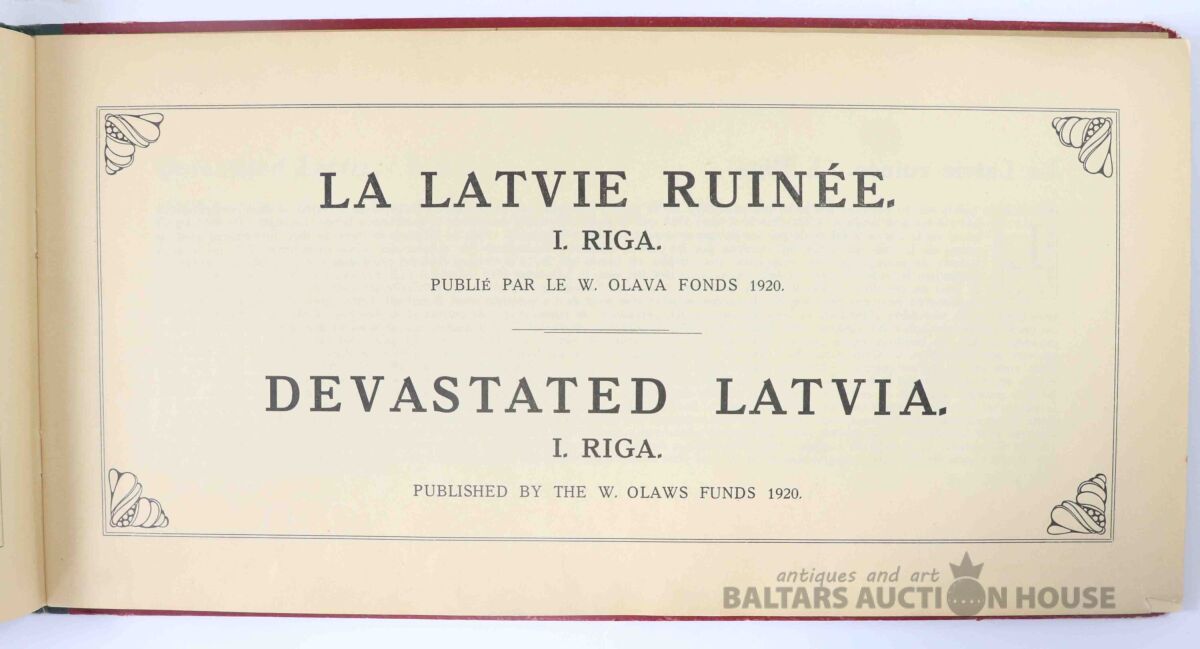 LA LATVIE RUINÉE.
I. RIGA.
PUBLIÉ PAR LE W. OLAVA FONDS 1920.
DEVASTATED LATVIA.
I. RIGA.
PUBLISHED BY THE W. OLAWS FUNDS 1920.
antiques and art
BALTARS AUCTION HOUSE